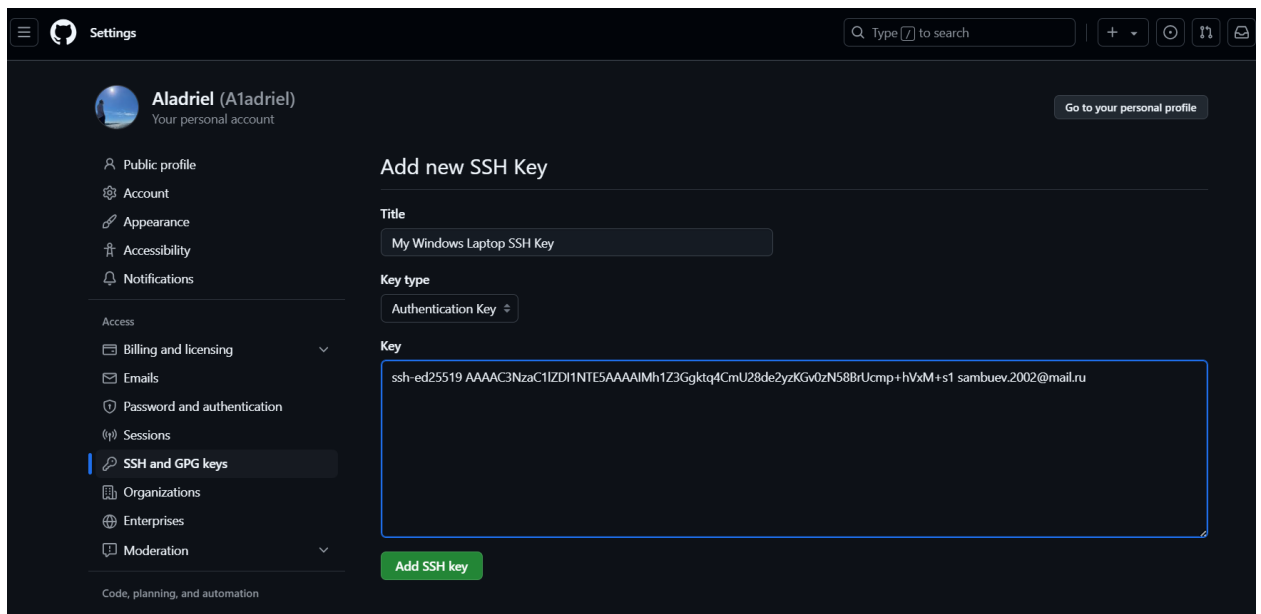 Settings
Type / to search
Aladriel (A1adriel)
Your personal account
Go to your personal profile
Public profile
Account
Appearance
Accessibility
Notifications
Access
Billing and licensing
Emails
Password and authentication
Sessions
SSH and GPG keys
Organizations
Enterprises
Moderation
Code, planning, and automation
Add new SSH Key
Title
My Windows Laptop SSH Key
Key type
Authentication Key
Key
ssh-ed25519 AAAAC3NzaC1lZDI1NTE5AAAAIMh1Z3Ggktq4CmU28de2yzKGv0zN58BrUcmp+hVxM+s1 sambuev.2002@mail.ru
Add SSH key